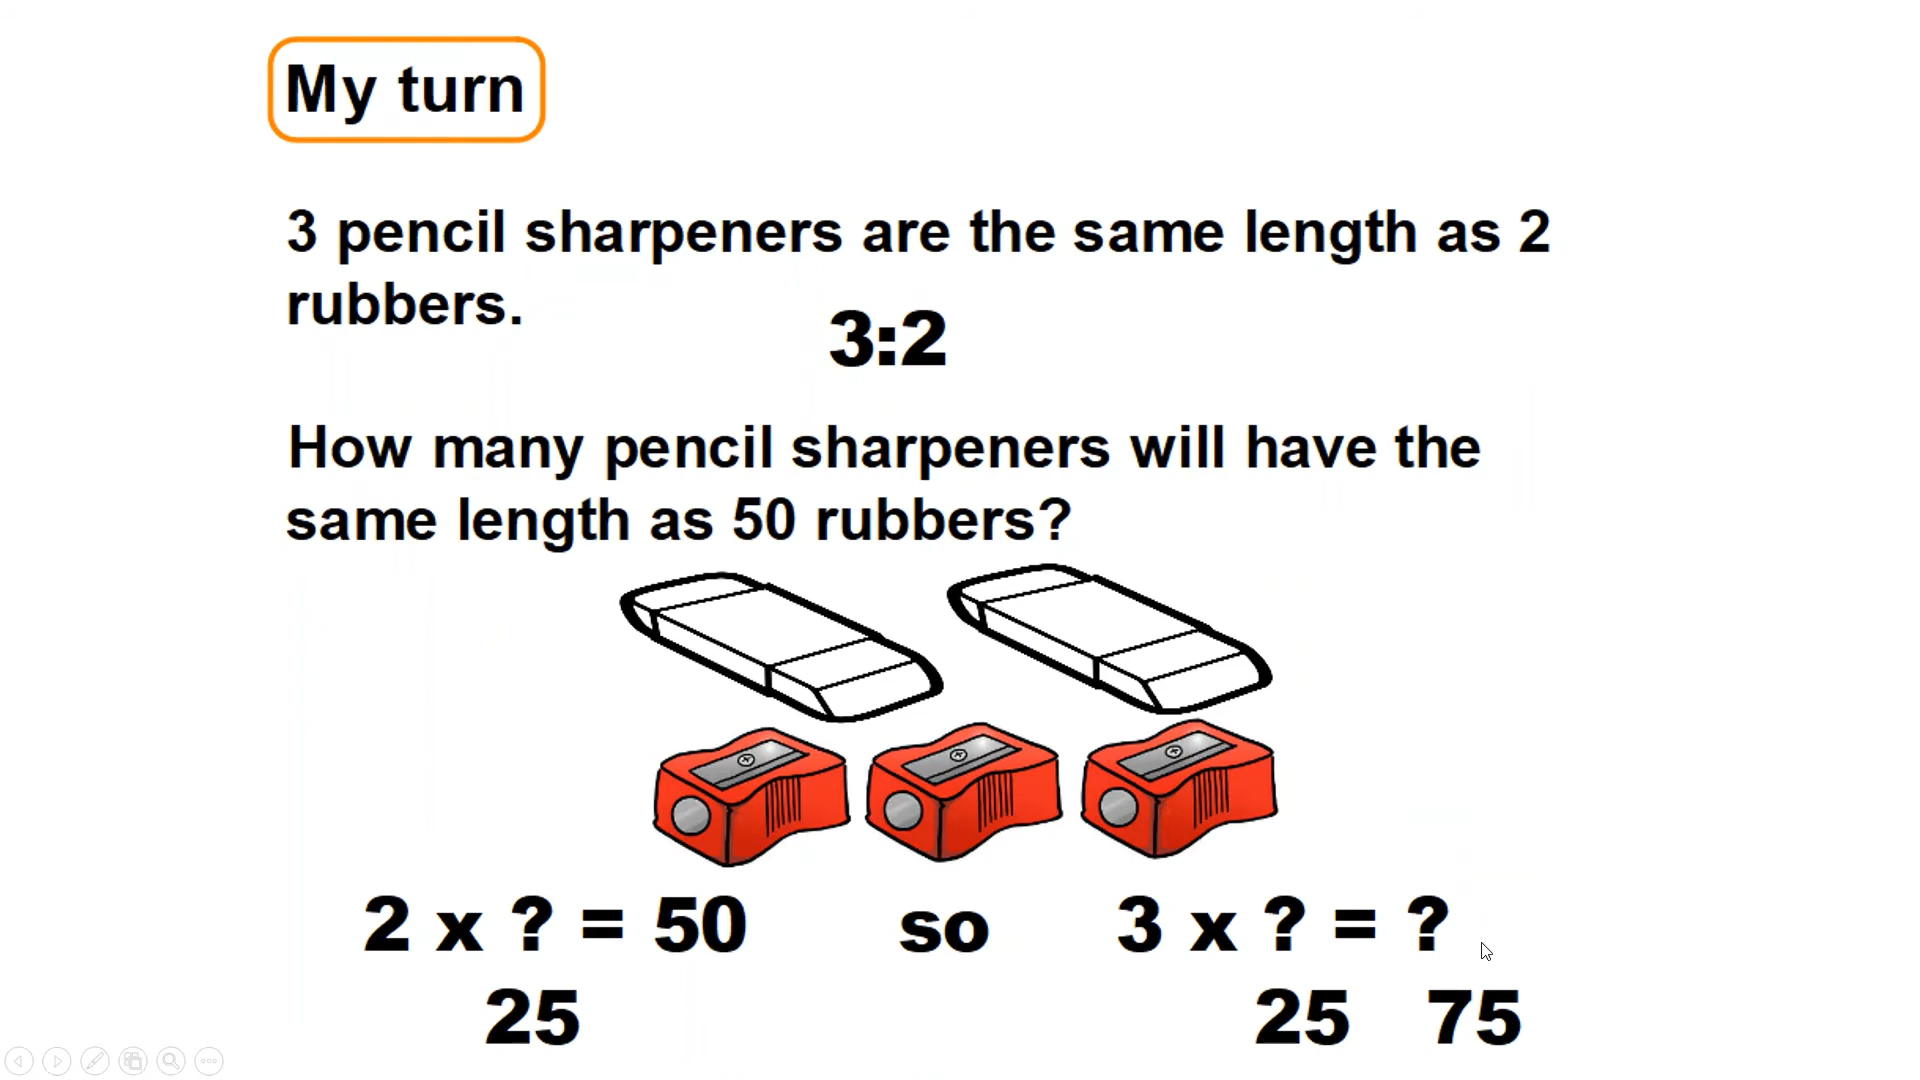 My turn
3 pencil sharpeners are the same length as 2
rubbers.
3:2
How many pencil sharpeners will have the
same length as 50 rubbers?
2 x ? = 50 so 3 x ? = ?
25 25 75